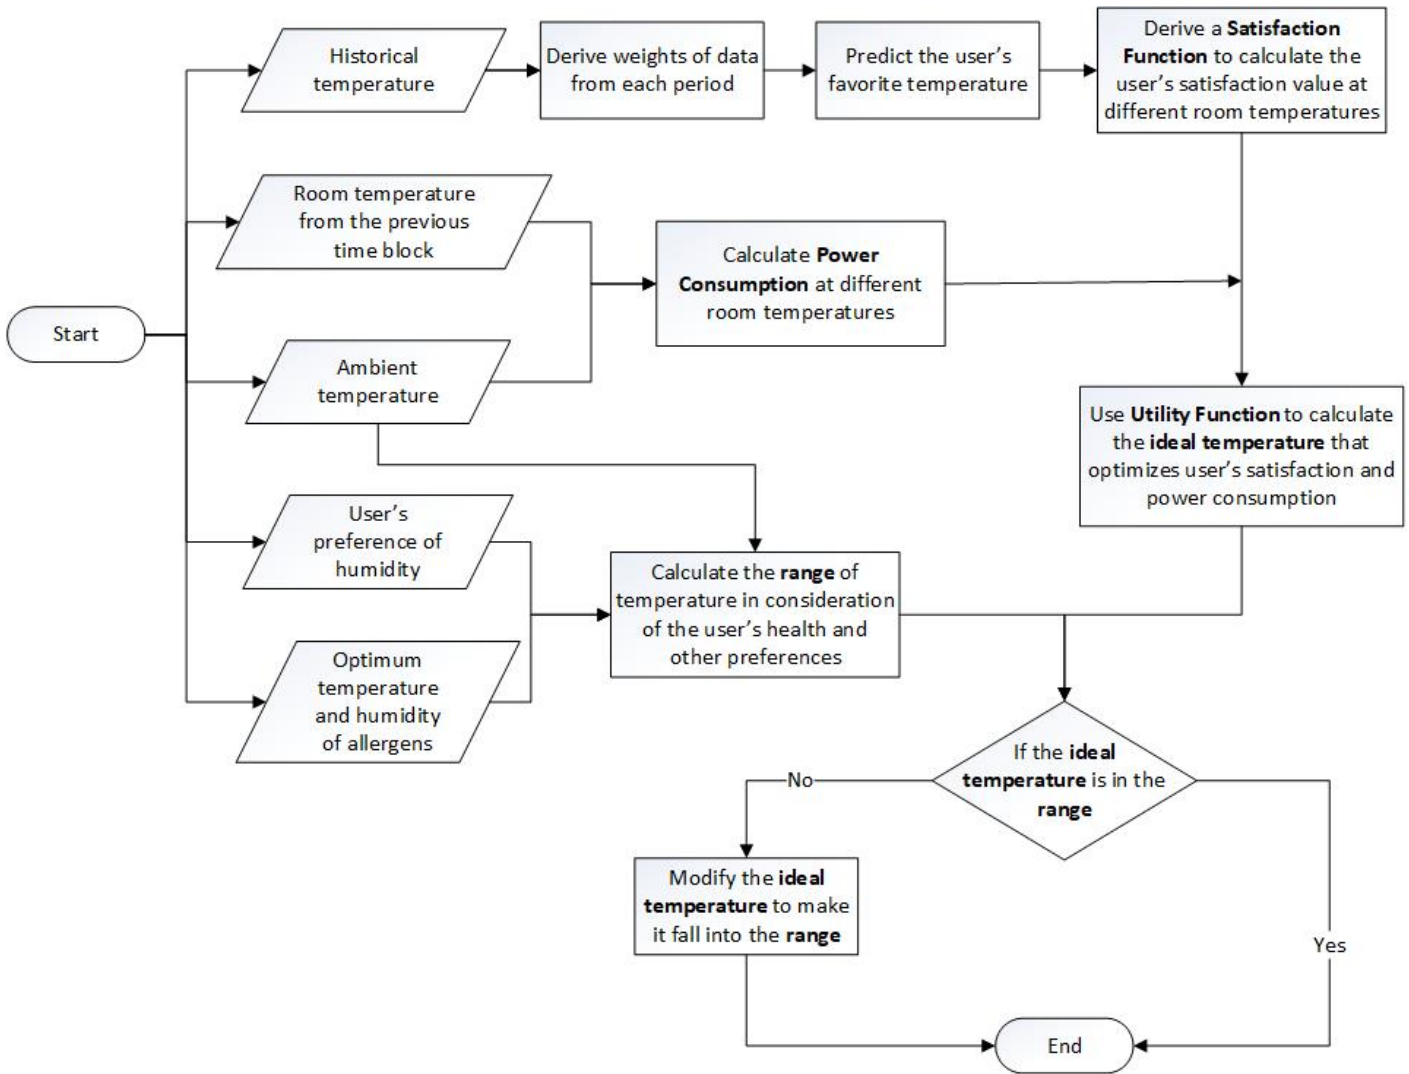 Historical
temperature
Derive weights of data
from each period
Predict the user's
favorite temperature
Derive a Satisfaction
Function to calculate the
user's satisfaction value at
different room temperatures
Room temperature
from the previous
time block
Calculate Power
Consumption at different
room temperatures
Start
Ambient
temperature
Use Utility Function to calculate
the ideal temperature that
optimizes user's satisfaction and
power consumption
User's
preference of
humidity
Calculate the range of
temperature in consideration
of the user's health and
other preferences
Optimum
temperature
and humidity
of allergens
If the ideal
temperature is in the
range
No
Modify the ideal
temperature to make
it fall into the range
Yes
End